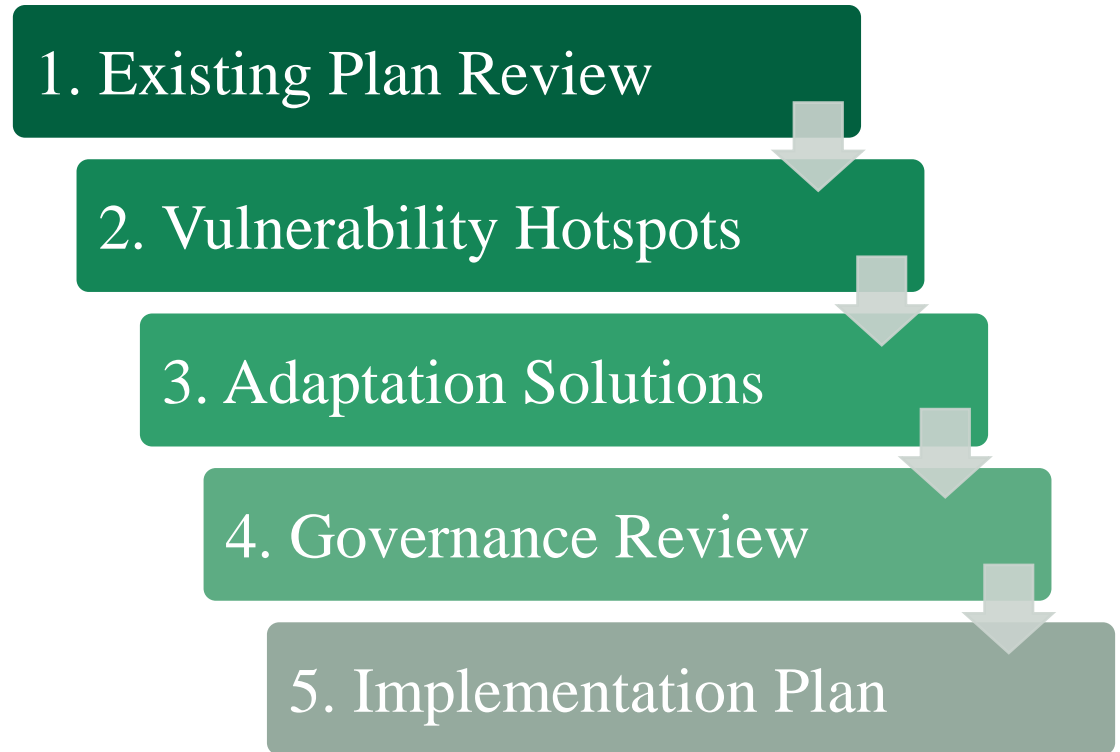 1. Existing Plan Review
2. Vulnerability Hotspots
3. Adaptation Solutions
4. Governance Review
5. Implementation Plan